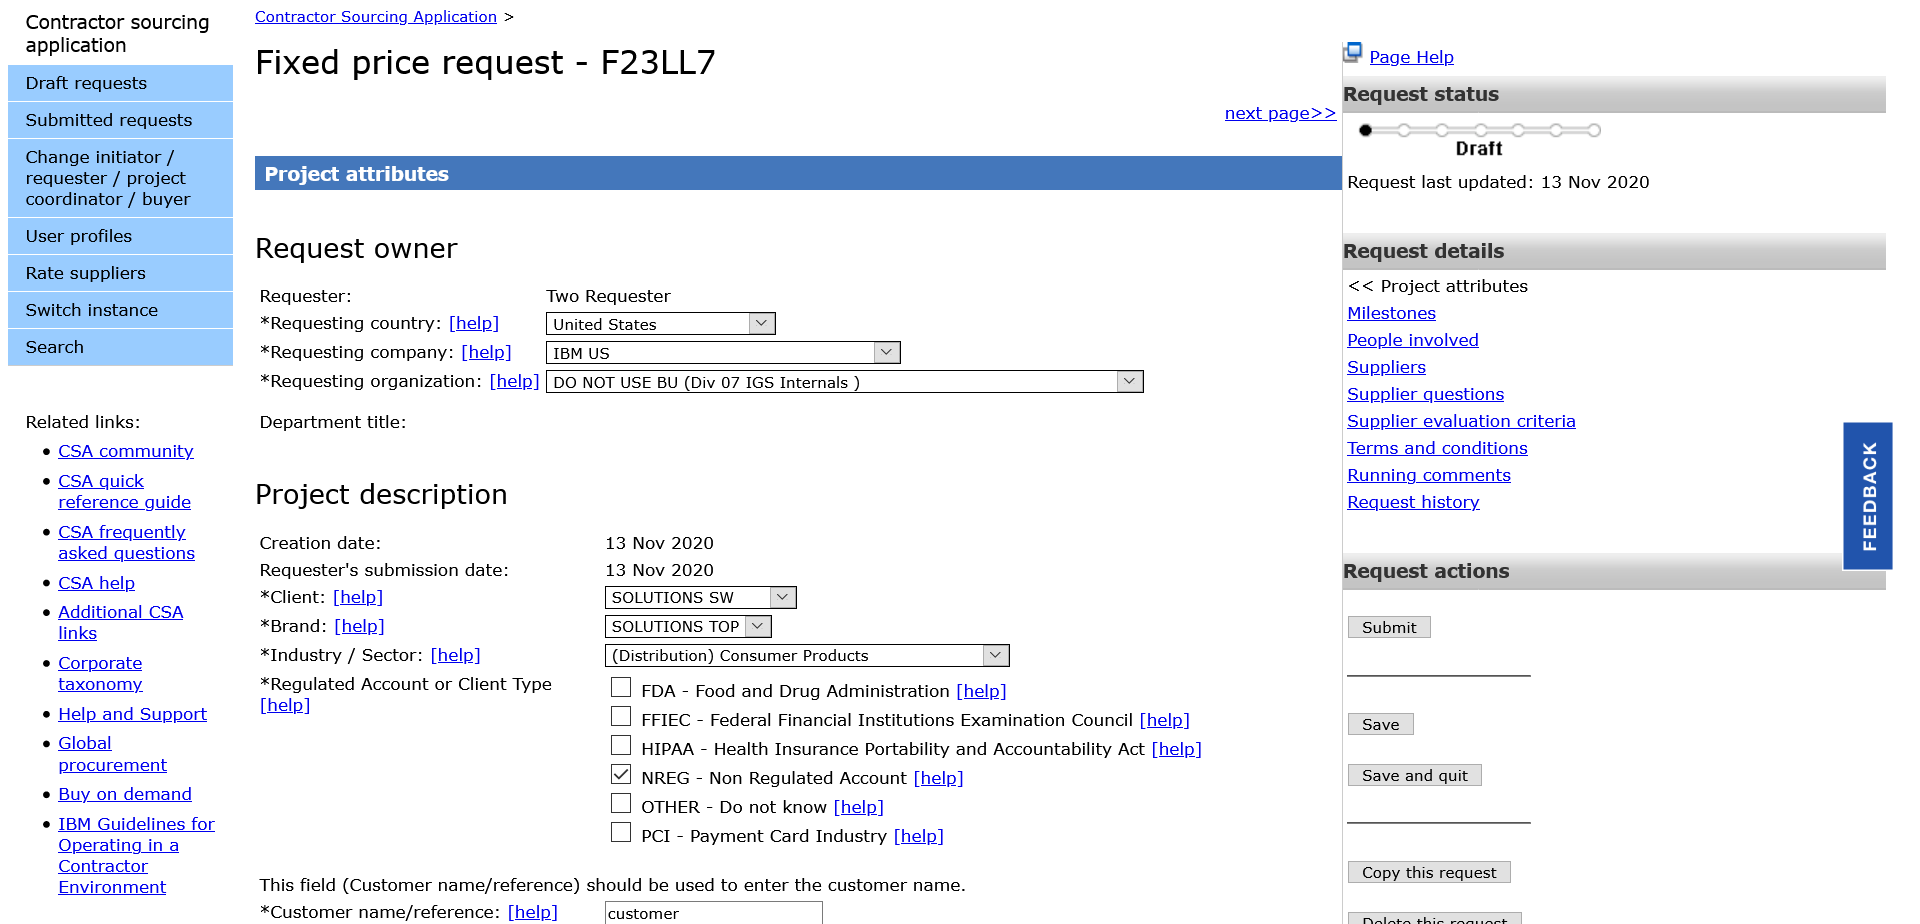 Contractor sourcing
application
Draft requests
Submitted requests
Change initiator /
requester / project
coordinator / buyer
User profiles
Rate suppliers
Switch instance
Search
Related links:
CSA community
CSA quick
reference guide
CSA frequently
asked questions
CSA help
Additional CSA
links
Corporate
taxonomy
Help and Support
Global
procurement
Buy on demand
IBM Guidelines for
Operating in a
Contractor
Environment
Contractor Sourcing Application >
Fixed price request - F23LL7
next page>>
Project attributes
Request owner
Requester: Two Requester
*Requesting country: [help] United States
*Requesting company: [help] IBM US
*Requesting organization: [help] DO NOT USE BU (Div 07 IGS Internals )
Department title:
Project description
Creation date: 13 Nov 2020
Requester's submission date: 13 Nov 2020
*Client: [help] SOLUTIONS SW
*Brand: [help] SOLUTIONS TOP
*Industry / Sector: [help] (Distribution) Consumer Products
*Regulated Account or Client Type
[help]
FDA - Food and Drug Administration [help]
FFIEC - Federal Financial Institutions Examination Council [help]
HIPAA - Health Insurance Portability and Accountability Act [help]
NREG - Non Regulated Account [help]
OTHER - Do not know [help]
PCI - Payment Card Industry [help]
This field (Customer name/reference) should be used to enter the customer name.
*Customer name/reference: [help] customer
Page Help
Request status
Draft
Request last updated: 13 Nov 2020
Request details
<< Project attributes
Milestones
People involved
Suppliers
Supplier questions
Supplier evaluation criteria
Terms and conditions
Running comments
Request history
Request actions
Submit
Save
Save and quit
Copy this request
Delete this request
FEEDBACK